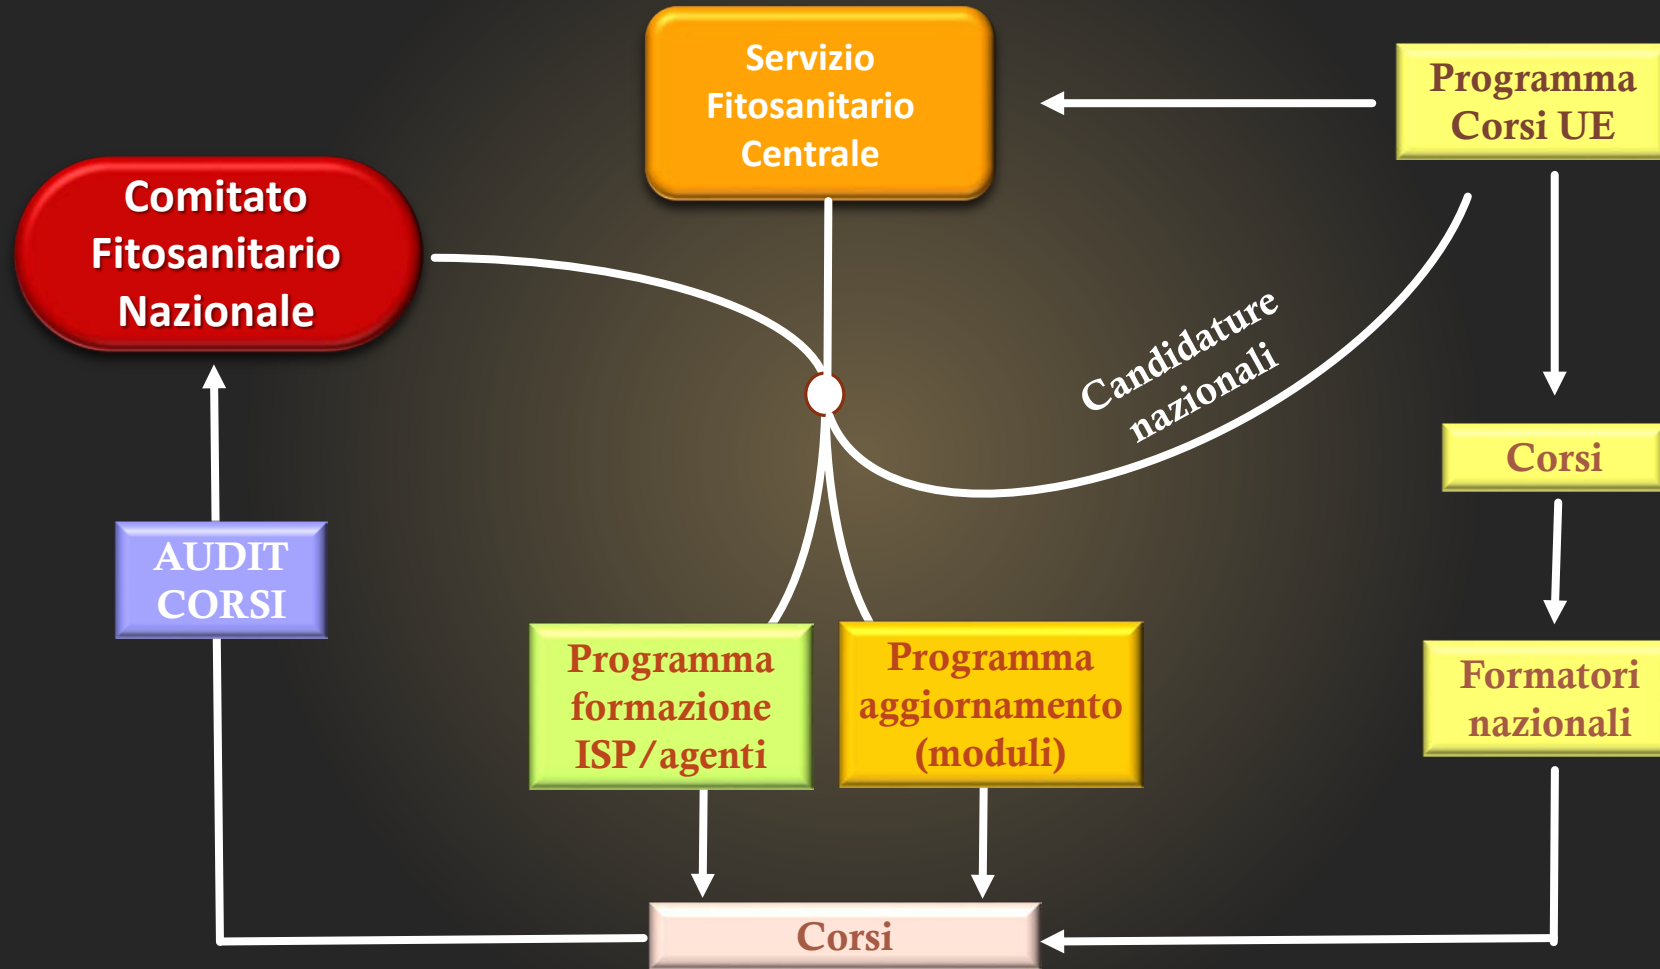 Servizio
Fitosanitario
Centrale
Programma
Corsi UE
Comitato
Fitosanitario
Nazionale
Candidature
nazionali
Corsi
AUDIT
CORSI
Programma
formazione
ISP/agenti
Programma
aggiornamento
(moduli)
Formatori
nazionali
Corsi